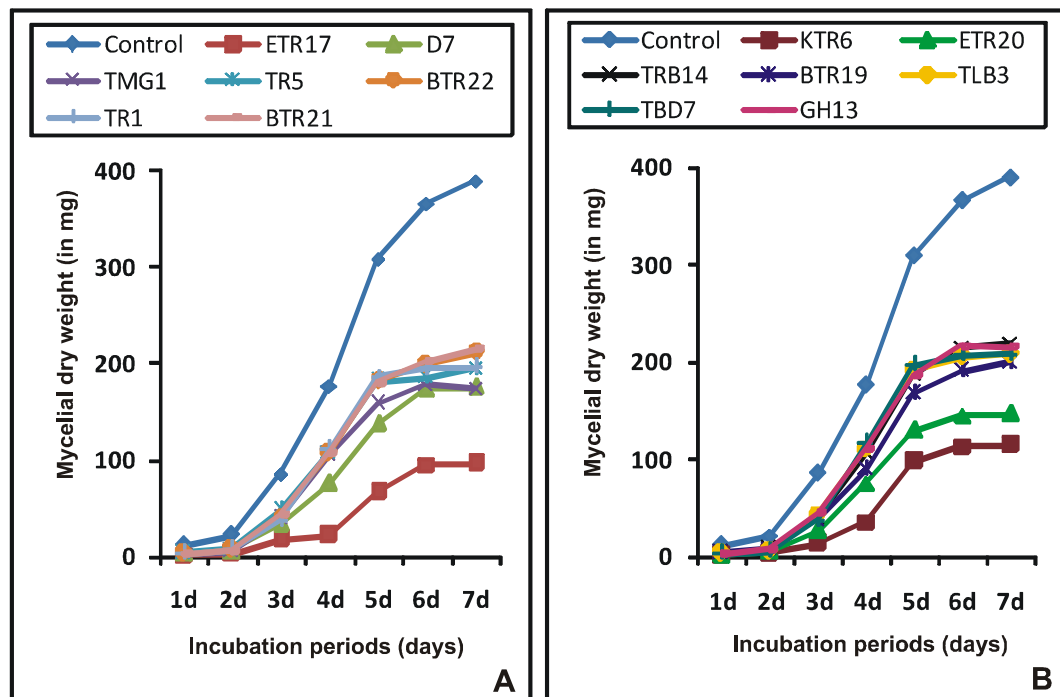 Control ETR17 D7
TMG1 TR5 BTR22
TR1 BTR21
Mycelial dry weight (in mg)
400
300
200
100
0
1d 2d 3d 4d 5d 6d 7d
Incubation periods (days)
A
Control KTR6 ETR20
TRB14 BTR19 TLB3
TBD7 GH13
Mycelial dry weight (in mg)
400
300
200
100
0
1d 2d 3d 4d 5d 6d 7d
Incubation periods (days)
B